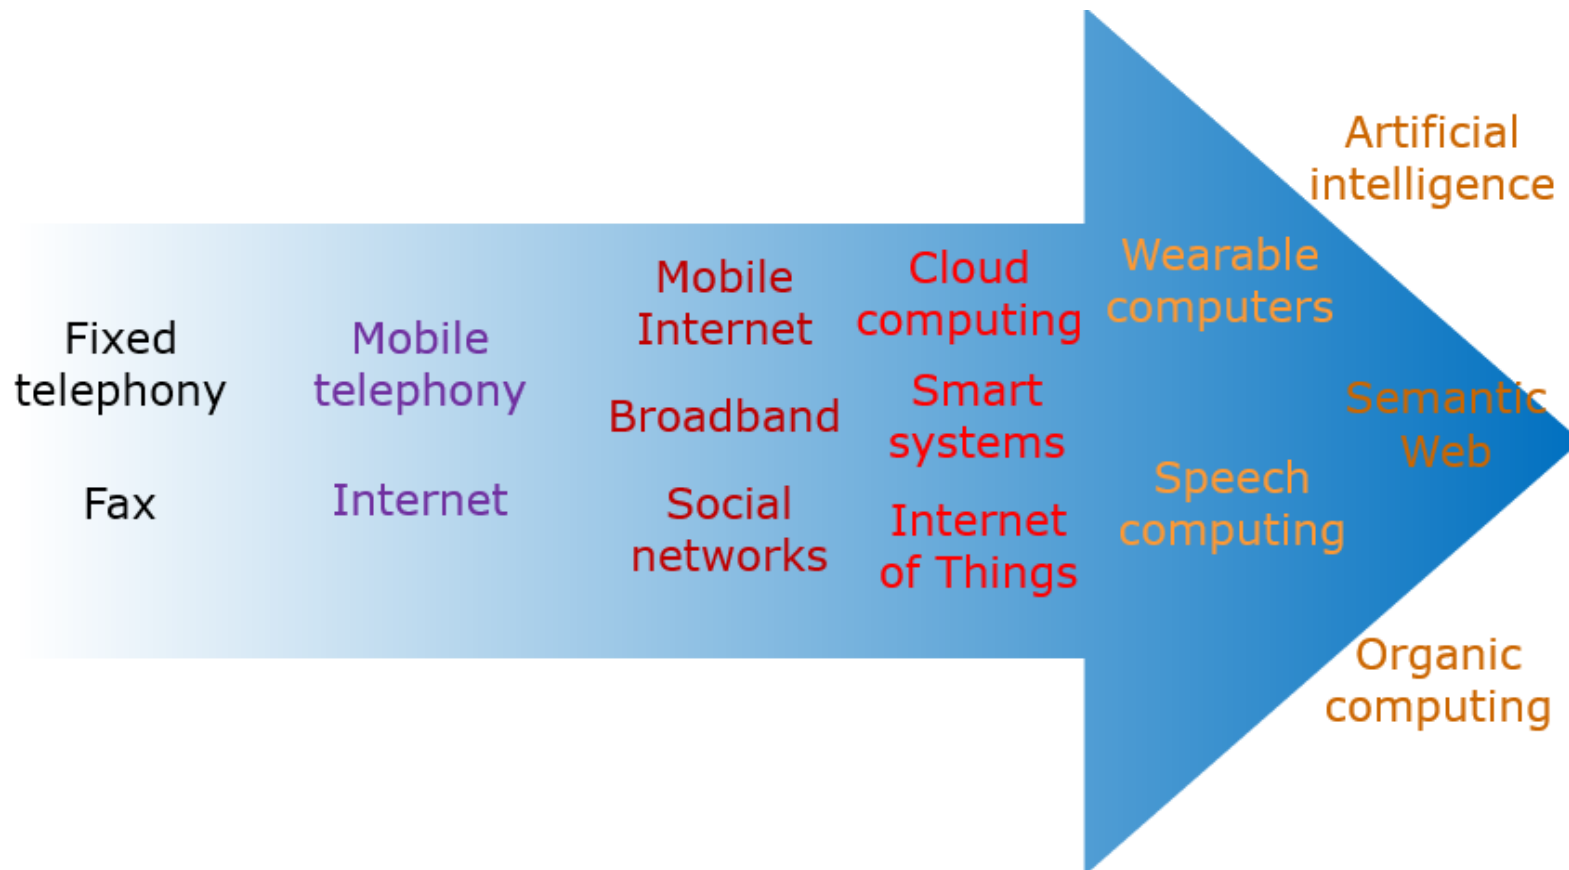 Fixed
telephony
Fax
Mobile
telephony
Internet
Mobile
Internet
Broadband
Social
networks
Cloud
computing
Smart
systems
Internet
of Things
Wearable
computers
Speech
computing
Artificial
intelligence
Semantic
Web
Organic
computing